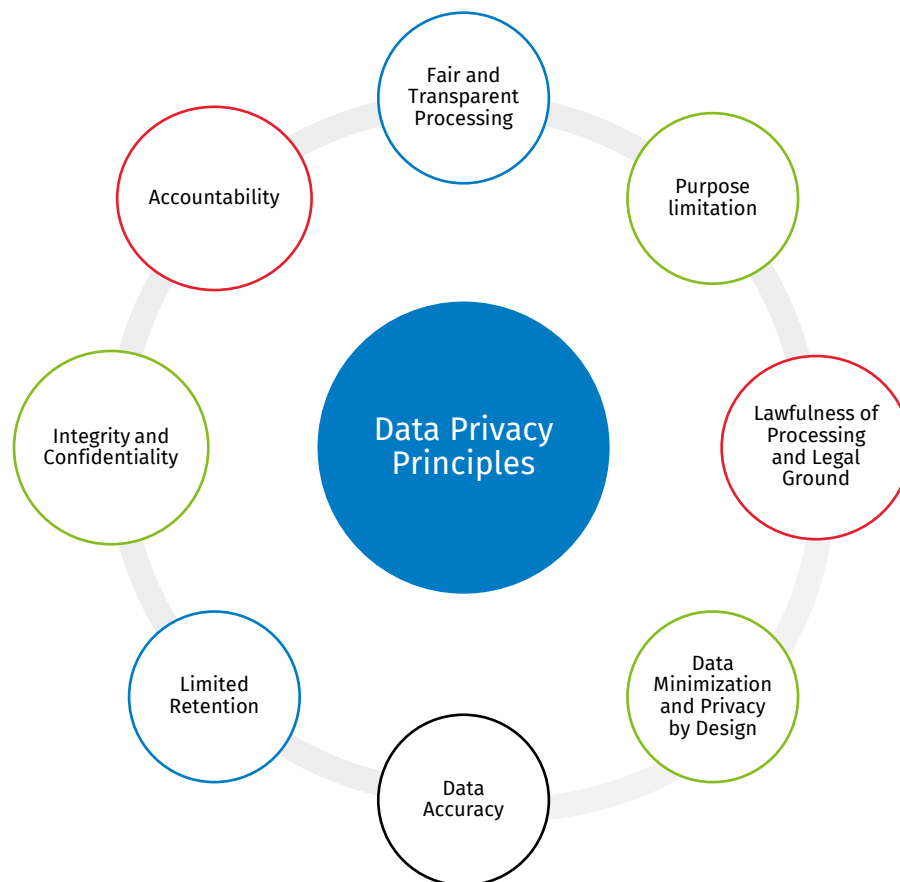 Fair and
Transparent
Processing
Purpose
limitation
Lawfulness of
Processing
and Legal
Ground
Data
Minimization
and Privacy
by Design
Data
Accuracy
Limited
Retention
Integrity and
Confidentiality
Accountability
Data Privacy
Principles